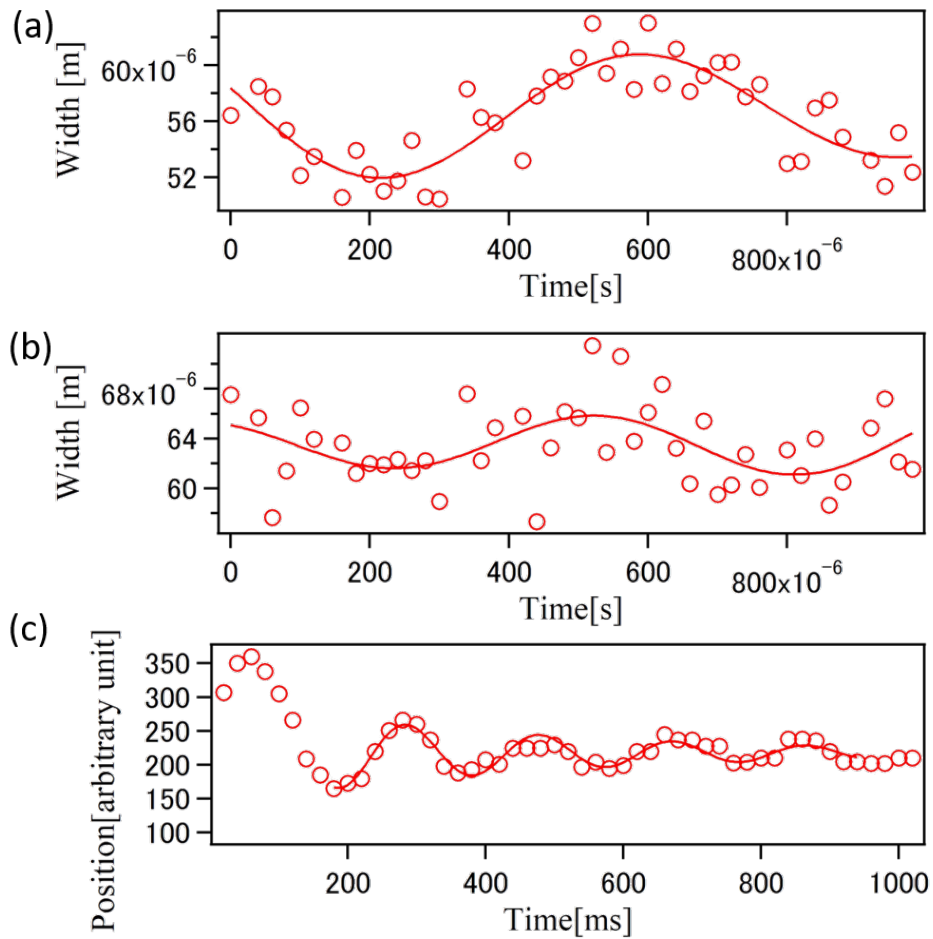 (a)
Width [m]
60x10⁻⁶
56
52
0
200
400
600
800x10⁻⁶
Time[s]
(b)
Width [m]
68x10⁻⁶
64
60
0
200
400
600
800x10⁻⁶
Time[s]
(c)
Position[arbitrary unit]
350
300
250
200
150
100
200
400
600
800
1000
Time[ms]